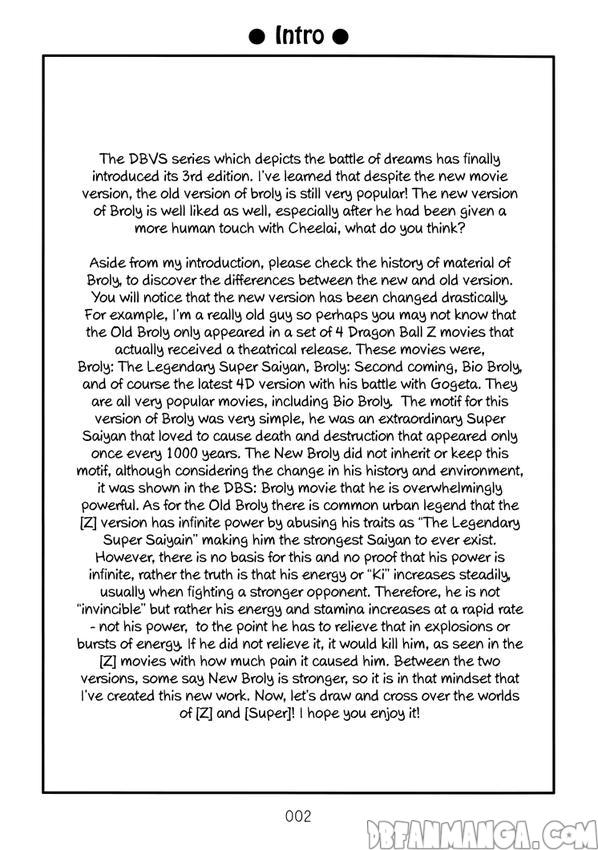 ● Intro ●
The DBVS series which depicts the battle of dreams has finally
introduced its 3rd edition. I've learned that despite the new movie
version, the old version of broly is still very popular! The new version
of Broly is well liked as well, especially after he had been given a
more human touch with Cheelai, what do you think?
Aside from my introduction, please check the history of material of
Broly, to discover the differences between the new and old version.
You will notice that the new version has been changed drastically.
For example, I'm a really old guy so perhaps you may not know that
the Old Broly only appeared in a set of 4 Dragon Ball Z movies that
actually received a theatrical release. These movies were,
Broly: The Legendary Super Saiyan, Broly: Second coming, Bio Broly,
and of course the latest 4D version with his battle with Gogeta. They
are all very popular movies, including Bio Broly. The motif for this
version of Broly was very simple, he was an extraordinary Super
Saiyan that loved to cause death and destruction that appeared only
once every 1000 years. The New Broly did not inherit or keep this
motif, although considering the change in his history and environment,
it was shown in the DBS: Broly movie that he is overwhelmingly
powerful. As for the Old Broly there is common urban legend that the
[Z] version has infinite power by abusing his traits as “The Legendary
Super Saiyain” making him the strongest Saiyan to ever exist.
However, there is no basis for this and no proof that his power is
infinite, rather the truth is that his energy or “Ki” increases steadily,
usually when fighting a stronger opponent. Therefore, he is not
“invincible” but rather his energy and stamina increases at a rapid rate
- not his power, to the point he has to relieve that in explosions or
bursts of energy. If he did not relieve it, it would kill him, as seen in the
[Z] movies with how much pain it caused him. Between the two
versions, some say New Broly is stronger, so it is in that mindset that
I've created this new work. Now, let's draw and cross over the worlds
of [Z] and [Super]! I hope you enjoy it!
002
DBFANMANGA.COM